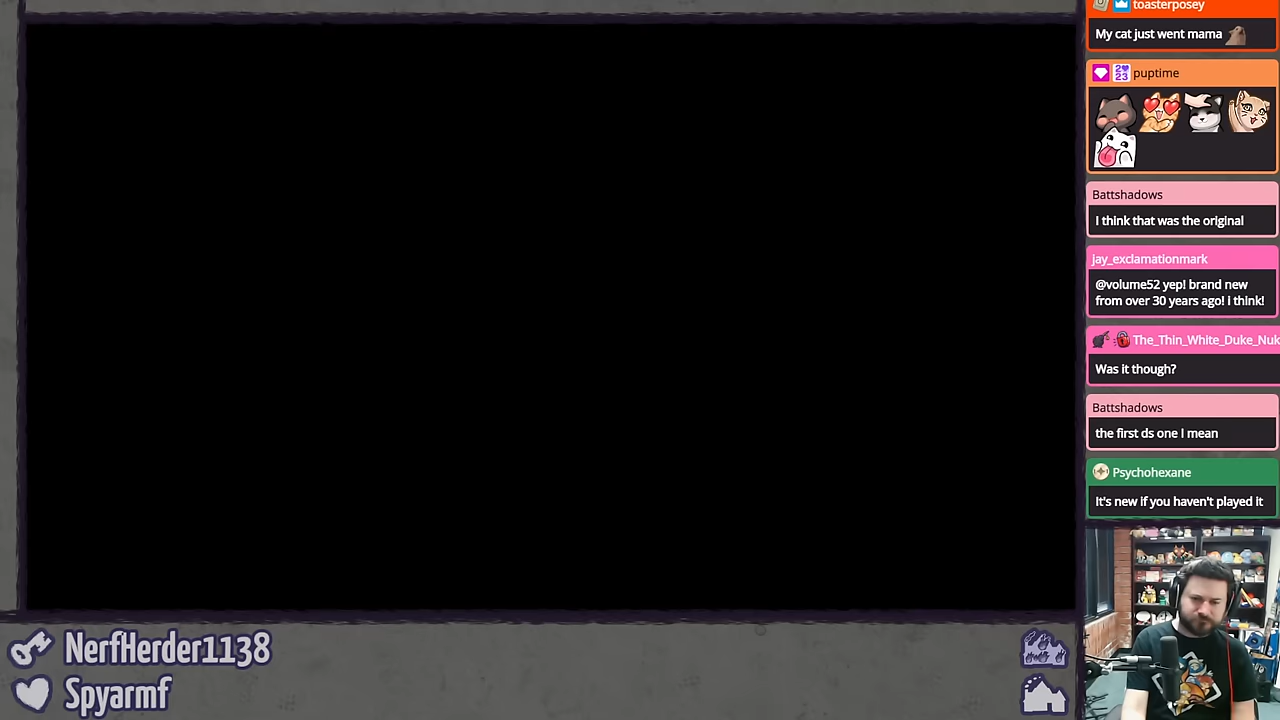 toasterposey
My cat just went mama
puptime
Battshadows
I think that was the original
jay_exclamationmark
@volume52 yep! brand new
from over 30 years ago! i think!
The_Thin_White_Duke_Nuk
Was it though?
Battshadows
the first ds one I mean
Psychohexane
It's new if you haven't played it
NerfHerder1138
Spyarmf